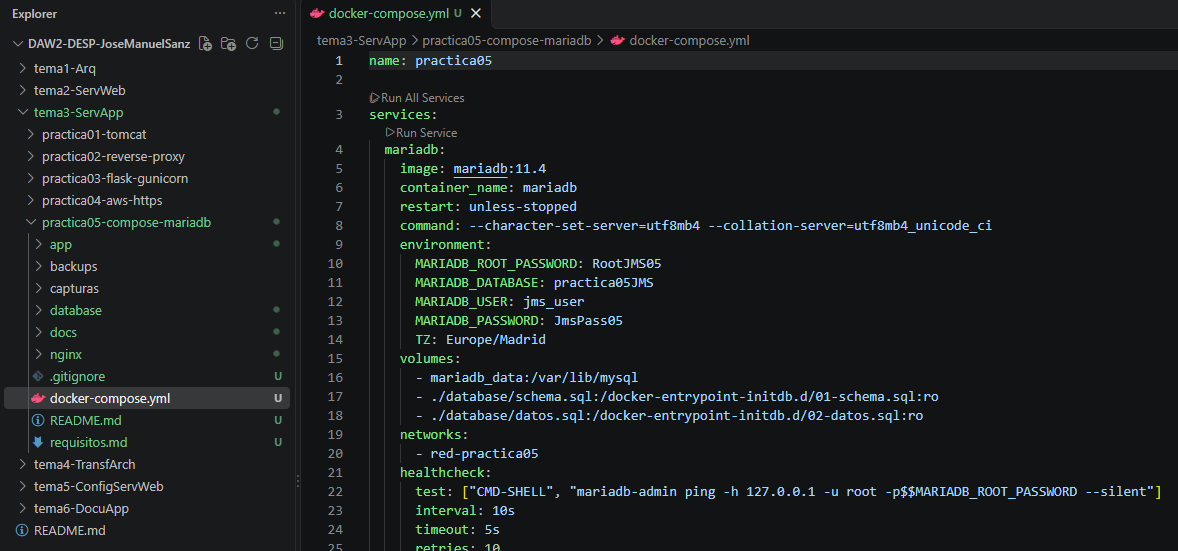 Explorer
DAW2-DESP-JoseManuelSanz
tema1-Arq
tema2-ServWeb
tema3-ServApp
practica01-tomcat
practica02-reverse-proxy
practica03-flask-gunicorn
practica04-aws-https
practica05-compose-mariadb
app
backups
capturas
database
docs
nginx
.gitignore U
docker-compose.yml U
README.md U
requisitos.md U
tema4-TransfArch
tema5-ConfigServWeb
tema6-DocuApp
README.md
docker-compose.yml U
tema3-ServApp > practica05-compose-mariadb > docker-compose.yml
1 name: practica05
2
Run All Services
3 services:
Run Service
4 mariadb:
5 image: mariadb:11.4
6 container_name: mariadb
7 restart: unless-stopped
8 command: --character-set-server=utf8mb4 --collation-server=utf8mb4_unicode_ci
9 environment:
10 MARIADB_ROOT_PASSWORD: RootJMS05
11 MARIADB_DATABASE: practica05JMS
12 MARIADB_USER: jms_user
13 MARIADB_PASSWORD: JmsPass05
14 TZ: Europe/Madrid
15 volumes:
16 - mariadb_data:/var/lib/mysql
17 - ./database/schema.sql:/docker-entrypoint-initdb.d/01-schema.sql:ro
18 - ./database/datos.sql:/docker-entrypoint-initdb.d/02-datos.sql:ro
19 networks:
20 - red-practica05
21 healthcheck:
22 test: ["CMD-SHELL", "mariadb-admin ping -h 127.0.0.1 -u root -p$$MARIADB_ROOT_PASSWORD --silent"]
23 interval: 10s
24 timeout: 5s
25 retries: 10